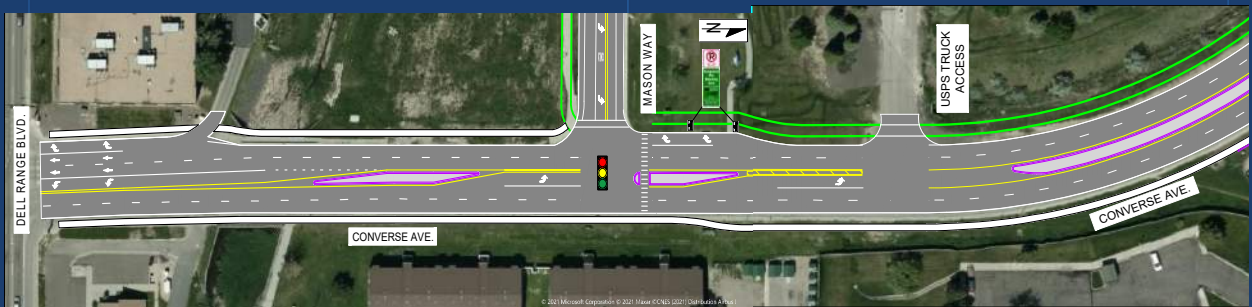 DELL RANGE BLVD.
MASON WAY
N
USPS TRUCK
ACCESS
CONVERSE AVE.
CONVERSE AVE.
© 2021 Microsoft Corporation © 2021 Maxar ©CNES (2021) Distribution Airbus